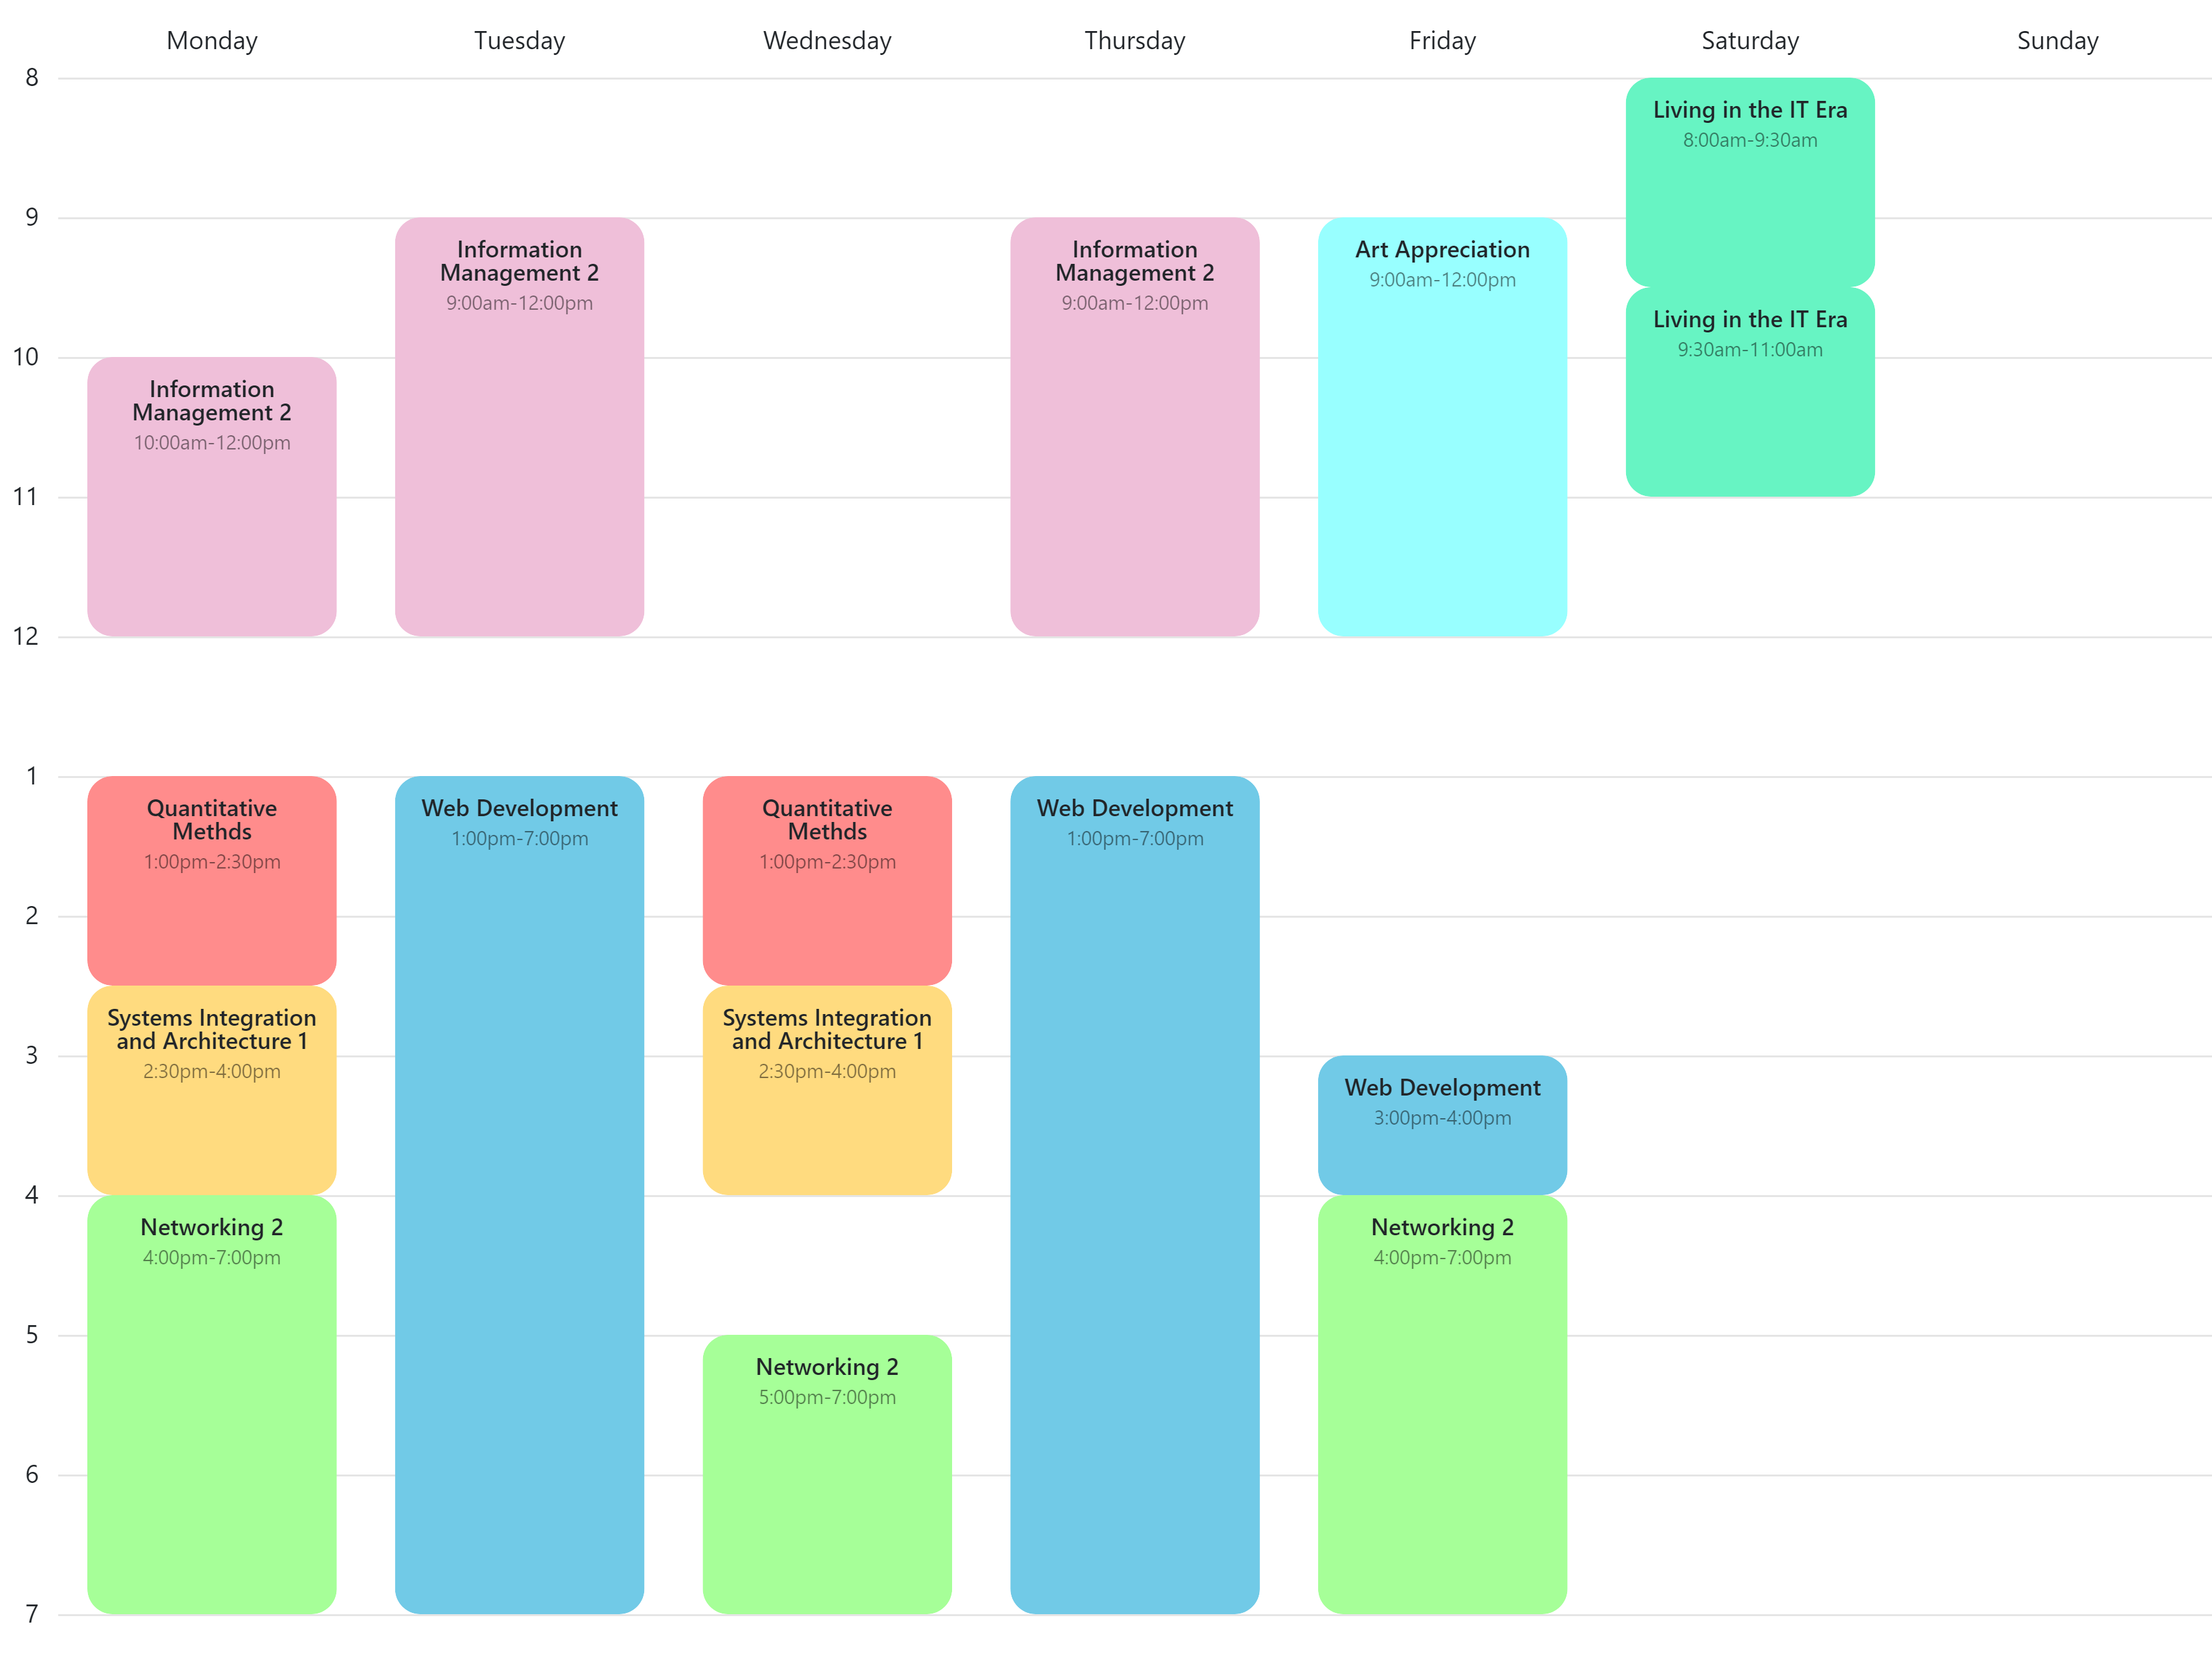 Monday
Tuesday
Wednesday
Thursday
Friday
Saturday
Sunday
8
Living in the IT Era
8:00am-9:30am
9
Information
Management 2
9:00am-12:00pm
Information
Management 2
9:00am-12:00pm
Art Appreciation
9:00am-12:00pm
Living in the IT Era
9:30am-11:00am
10
Information
Management 2
10:00am-12:00pm
11
12
1
Quantitative
Methds
1:00pm-2:30pm
Web Development
1:00pm-7:00pm
Quantitative
Methds
1:00pm-2:30pm
Web Development
1:00pm-7:00pm
2
Systems Integration
and Architecture 1
2:30pm-4:00pm
Systems Integration
and Architecture 1
2:30pm-4:00pm
3
Web Development
3:00pm-4:00pm
4
Networking 2
4:00pm-7:00pm
Networking 2
4:00pm-7:00pm
5
Networking 2
5:00pm-7:00pm
6
7